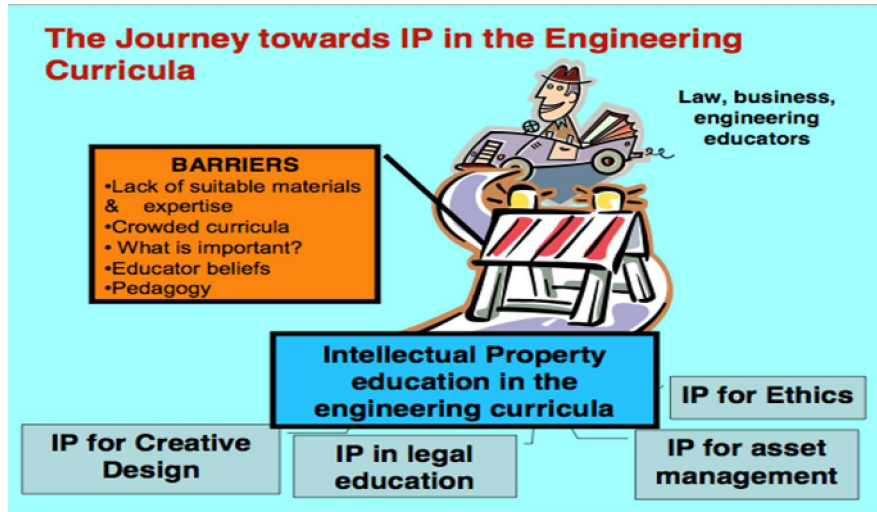 The Journey towards IP in the Engineering
Curricula
Law, business,
engineering
educators
BARRIERS
•Lack of suitable materials
& expertise
•Crowded curricula
• What is important?
•Educator beliefs
•Pedagogy
Intellectual Property
education in the
engineering curricula
IP for Ethics
IP for Creative
Design
IP in legal
education
IP for asset
management